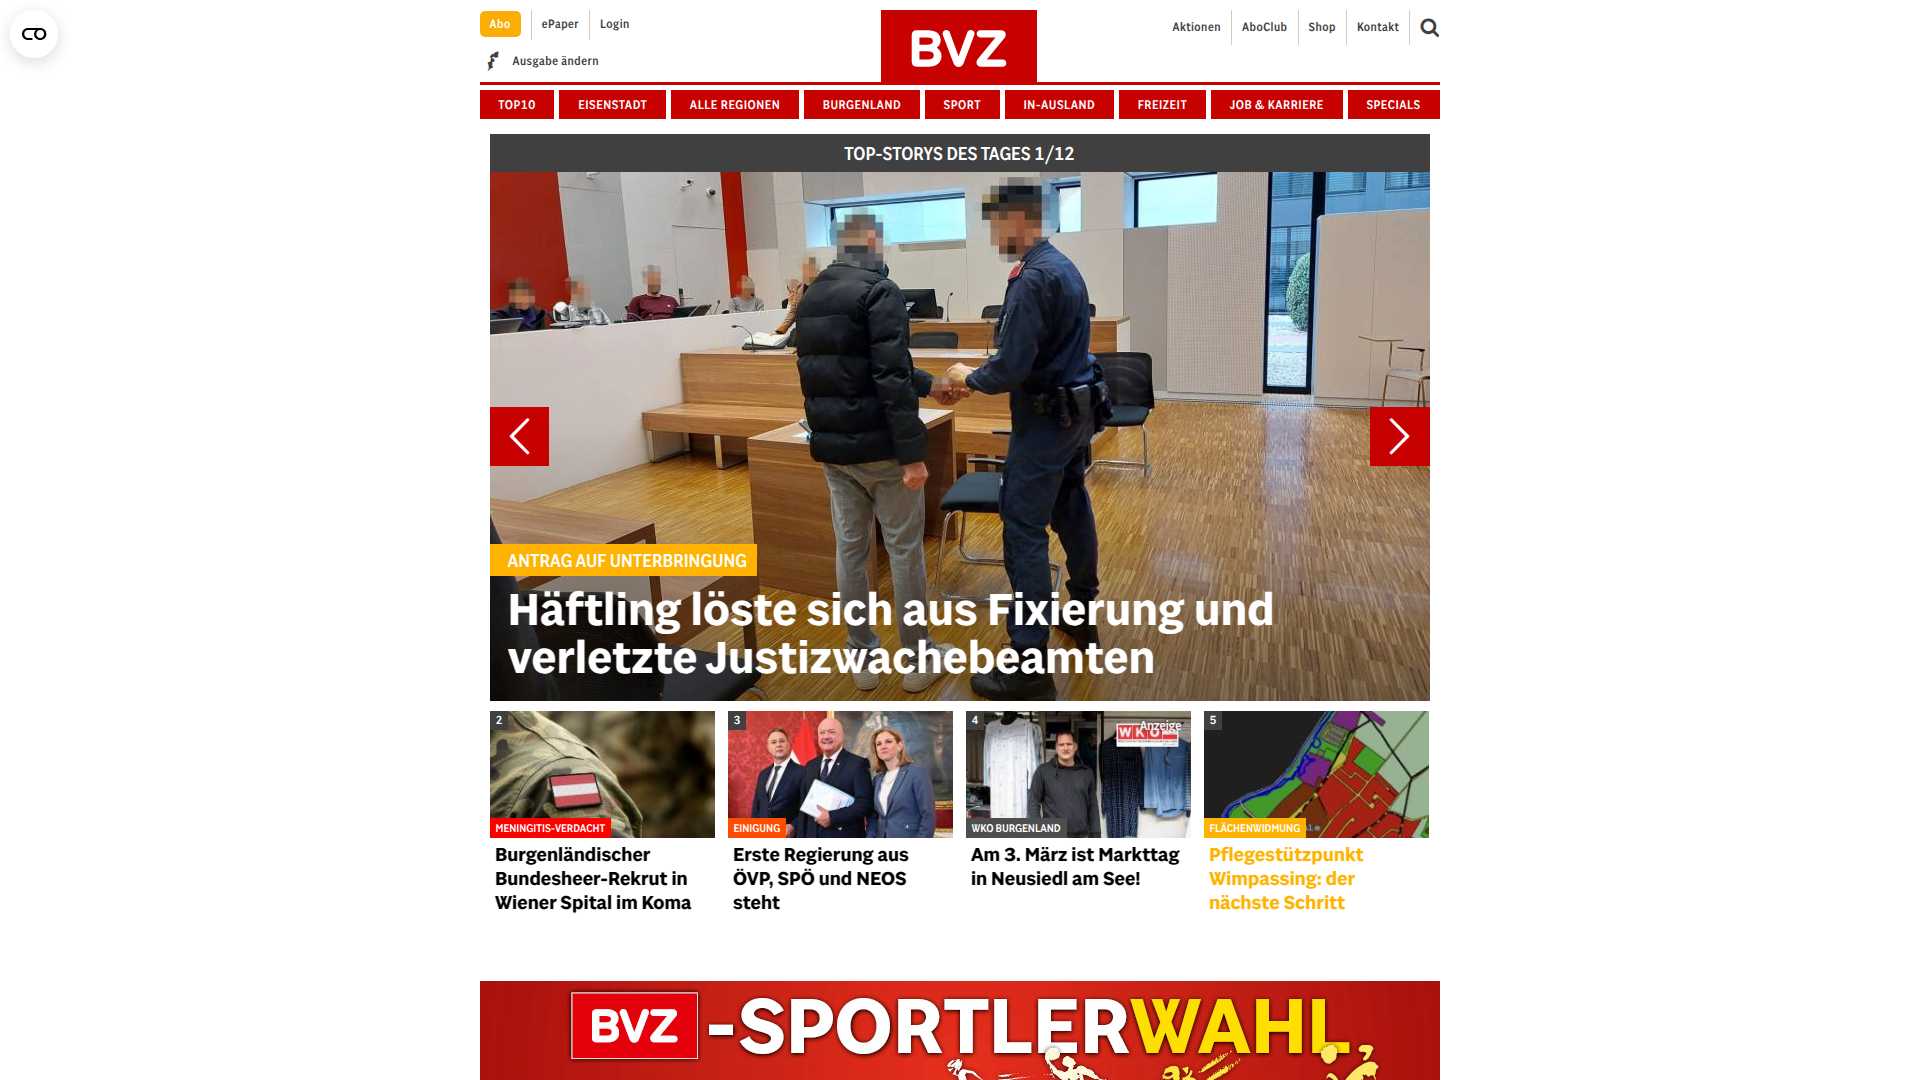 Abo
ePaper
Login
Ausgabe ändern
BVZ
Aktionen
AboClub
Shop
Kontakt
TOP10
EISENSTADT
ALLE REGIONEN
BURGENLAND
SPORT
IN-AUSLAND
FREIZEIT
JOB & KARRIERE
SPECIALS
TOP-STORYS DES TAGES 1/12
ANTRAG AUF UNTERBRINGUNG
Häftling löste sich aus Fixierung und
verletzte Justizwachebeamten
2
MENINGITIS-VERDACHT
Burgenländischer
Bundesheer-Rekrut in
Wiener Spital im Koma
3
EINIGUNG
Erste Regierung aus
ÖVP, SPÖ und NEOS
steht
4
Anzeige
WKO
WKO BURGENLAND
Am 3. März ist Markttag
in Neusiedl am See!
5
FLÄCHENWIDMUNG
Pflegestützpunkt
Wimpassing: der
nächste Schritt
BVZ -SPORTLERWAHL